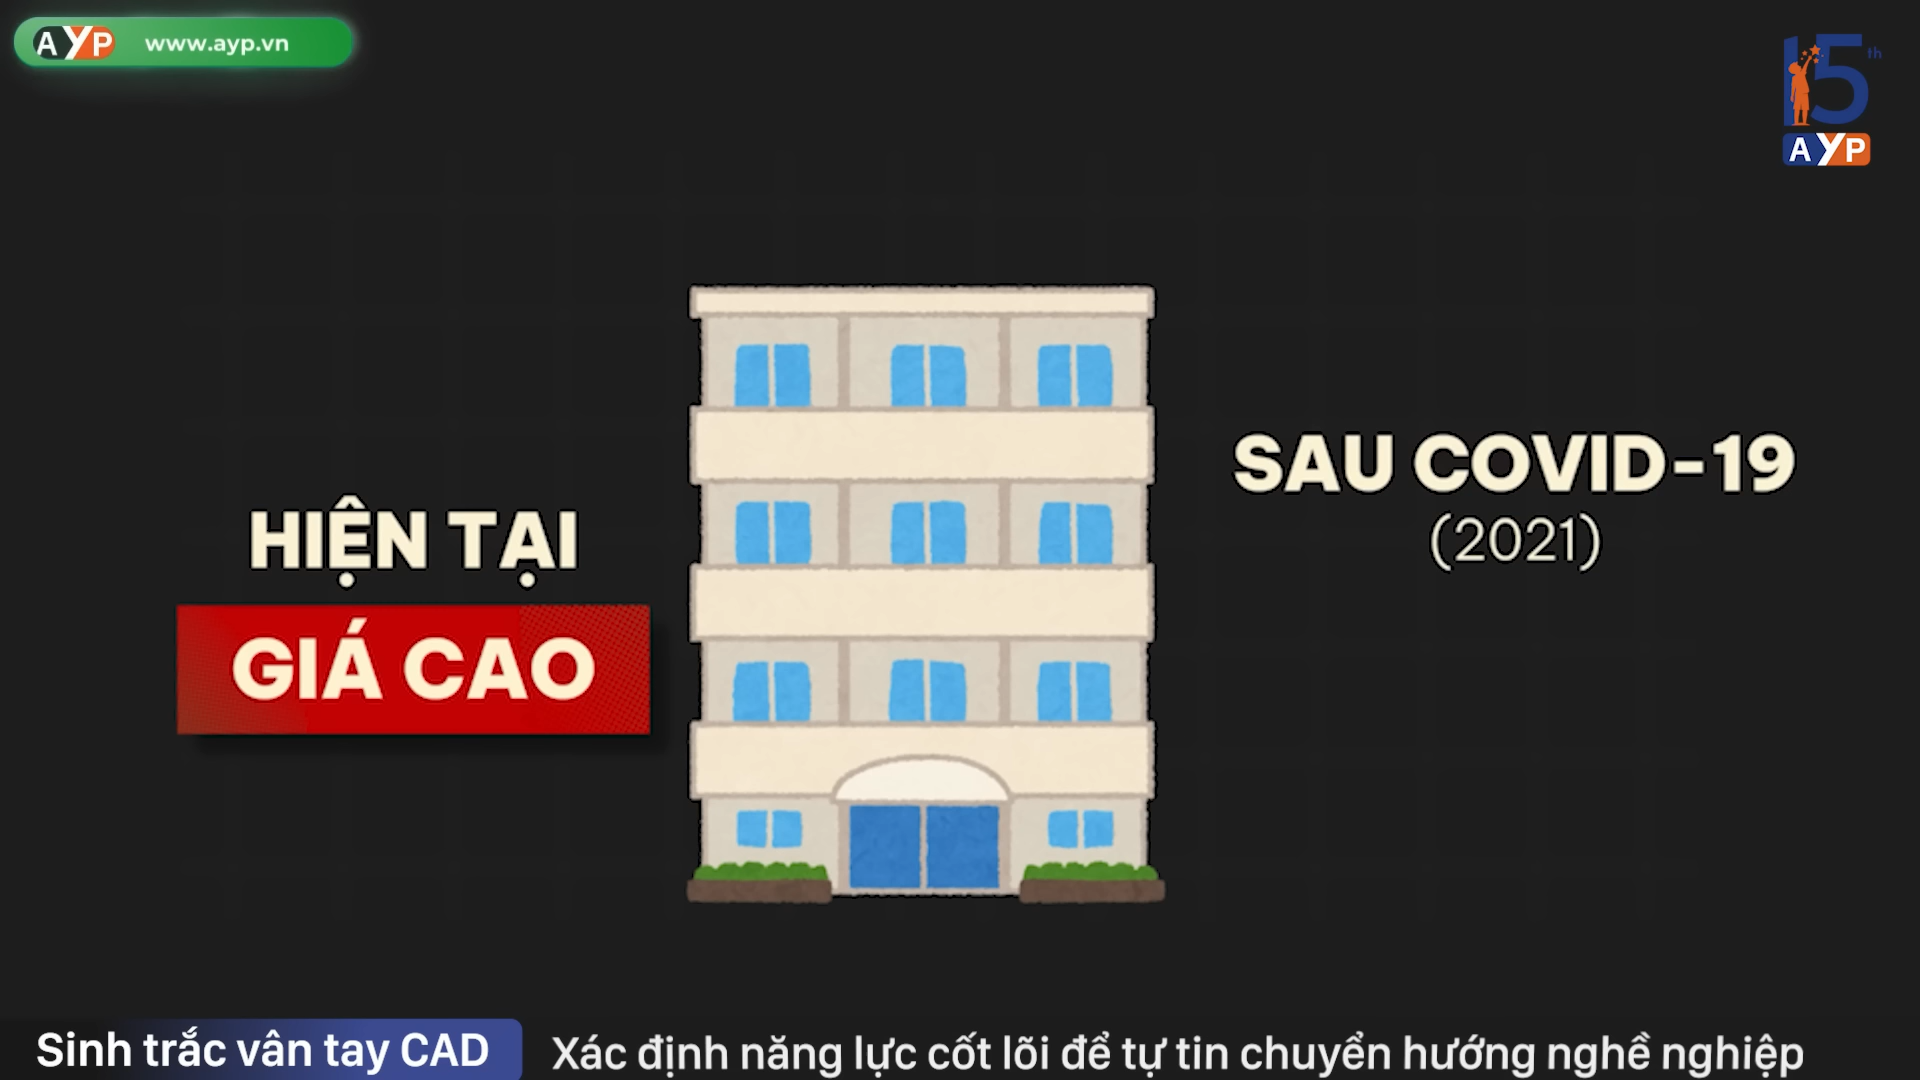 AYP www.ayp.vn
15th
AYP
HIỆN TẠI
GIÁ CAO
SAU COVID-19
(2021)
Sinh trắc vân tay CAD
Xác định năng lực cốt lõi để tự tin chuyển hướng nghề nghiệp